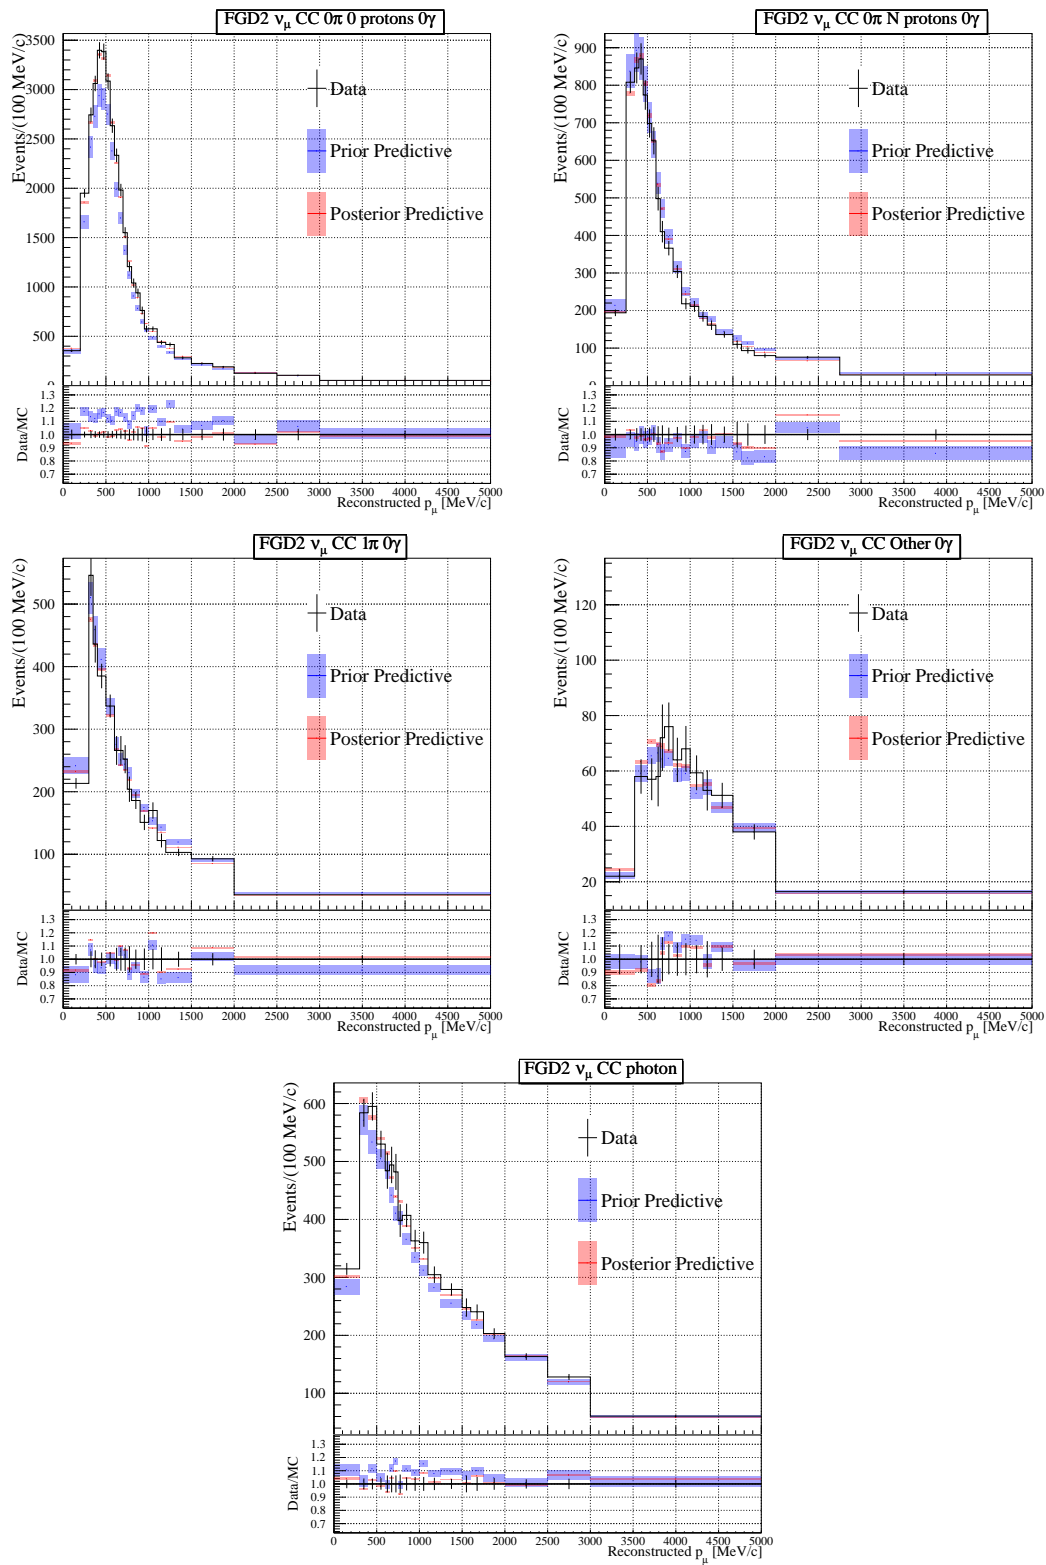 FGD2 νμ CC 0π 0 protons 0γ
Events/(100 MeV/c)
3500
3000
2500
2000
1500
1000
500
0
Data
Prior Predictive
Posterior Predictive
Data/MC
1.3
1.2
1.1
1.0
0.9
0.8
0.7
0 500 1000 1500 2000 2500 3000 3500 4000 4500 5000
Reconstructed pμ [MeV/c]
FGD2 νμ CC 0π N protons 0γ
Events/(100 MeV/c)
900
800
700
600
500
400
300
200
100
0
Data
Prior Predictive
Posterior Predictive
Data/MC
1.3
1.2
1.1
1.0
0.9
0.8
0.7
0 500 1000 1500 2000 2500 3000 3500 4000 4500 5000
Reconstructed pμ [MeV/c]
FGD2 νμ CC 1π 0γ
Events/(100 MeV/c)
500
400
300
200
100
Data
Prior Predictive
Posterior Predictive
Data/MC
1.3
1.2
1.1
1.0
0.9
0.8
0.7
0 500 1000 1500 2000 2500 3000 3500 4000 4500 5000
Reconstructed pμ [MeV/c]
FGD2 νμ CC Other 0γ
Events/(100 MeV/c)
120
100
80
60
40
20
Data
Prior Predictive
Posterior Predictive
Data/MC
1.3
1.2
1.1
1.0
0.9
0.8
0.7
0 500 1000 1500 2000 2500 3000 3500 4000 4500 5000
Reconstructed pμ [MeV/c]
FGD2 νμ CC photon
Events/(100 MeV/c)
600
500
400
300
200
100
Data
Prior Predictive
Posterior Predictive
Data/MC
1.3
1.2
1.1
1.0
0.9
0.8
0.7
0 500 1000 1500 2000 2500 3000 3500 4000 4500 5000
Reconstructed pμ [MeV/c]